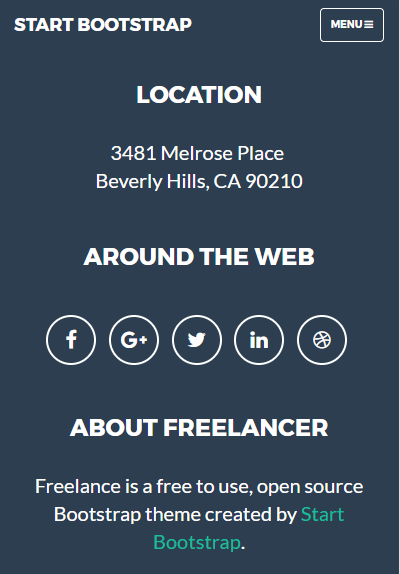 START BOOTSTRAP
MENU
LOCATION
3481 Melrose Place
Beverly Hills, CA 90210
AROUND THE WEB
ABOUT FREELANCER
Freelance is a free to use, open source
Bootstrap theme created by Start
Bootstrap.